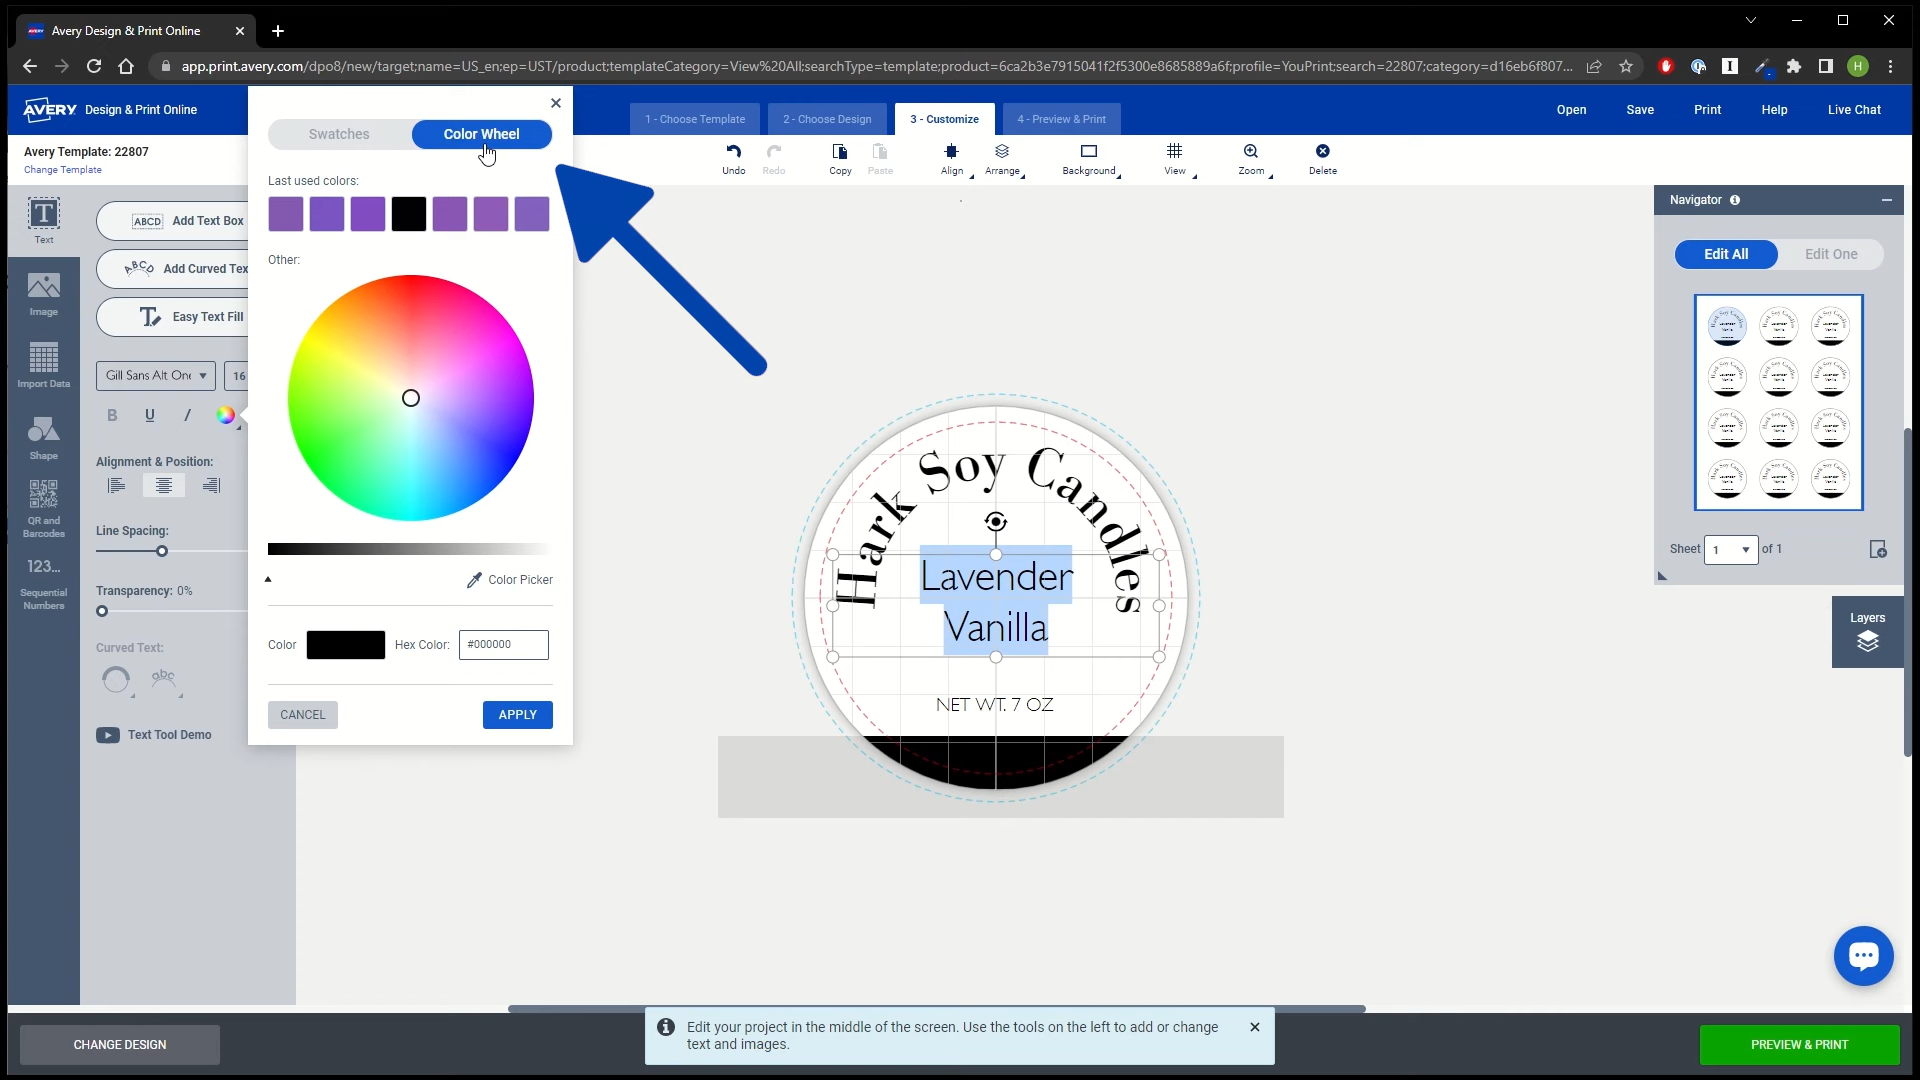 Avery Design & Print Online
app.print.avery.com/dpo8/new/target;name=US_en;ep=UST/product;templateCategory=View%20All;searchType=template;product=6ca2b3e7915041f2f5300e8685889a6f;profile=YouPrint;search=22807;category=d16eb6f807...
H
AVERY Design & Print Online
1 - Choose Template
2 - Choose Design
3 - Customize
4 - Preview & Print
Open
Save
Print
Help
Live Chat
Avery Template: 22807
Change Template
Undo
Redo
Copy
Paste
Align
Arrange
Background
View
Zoom
Delete
Swatches
Color Wheel
Last used colors:
Other:
Color Picker
Color
Hex Color: #000000
CANCEL
APPLY
Text
Image
Import Data
Shape
QR and
Barcodes
123...
Sequential
Numbers
ABCD Add Text Box
ABCD Add Curved Tex
Easy Text Fill
Gill Sans Alt One
16
B U I
Alignment & Position:
Line Spacing:
Transparency: 0%
Curved Text:
abc
Text Tool Demo
Hark Soy Candles
Lavender
Vanilla
NET WT. 7 OZ
Navigator
Edit All
Edit One
Sheet 1 of 1
Layers
Edit your project in the middle of the screen. Use the tools on the left to add or change
text and images.
CHANGE DESIGN
PREVIEW & PRINT